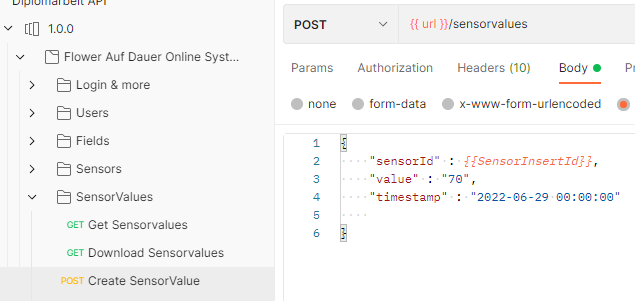 Diplomarbeit API
1.0.0
Flower Auf Dauer Online Syst...
Login & more
Users
Fields
Sensors
SensorValues
GET Get Sensorvalues
GET Download Sensorvalues
POST Create SensorValue
POST {{ url }}/sensorvalues
Params Authorization Headers (10) Body
none form-data x-www-form-urlencoded
1 {
2 "sensorId" : {{SensorInsertId}},
3 "value" : "70",
4 "timestamp" : "2022-06-29 00:00:00"
5
6 }